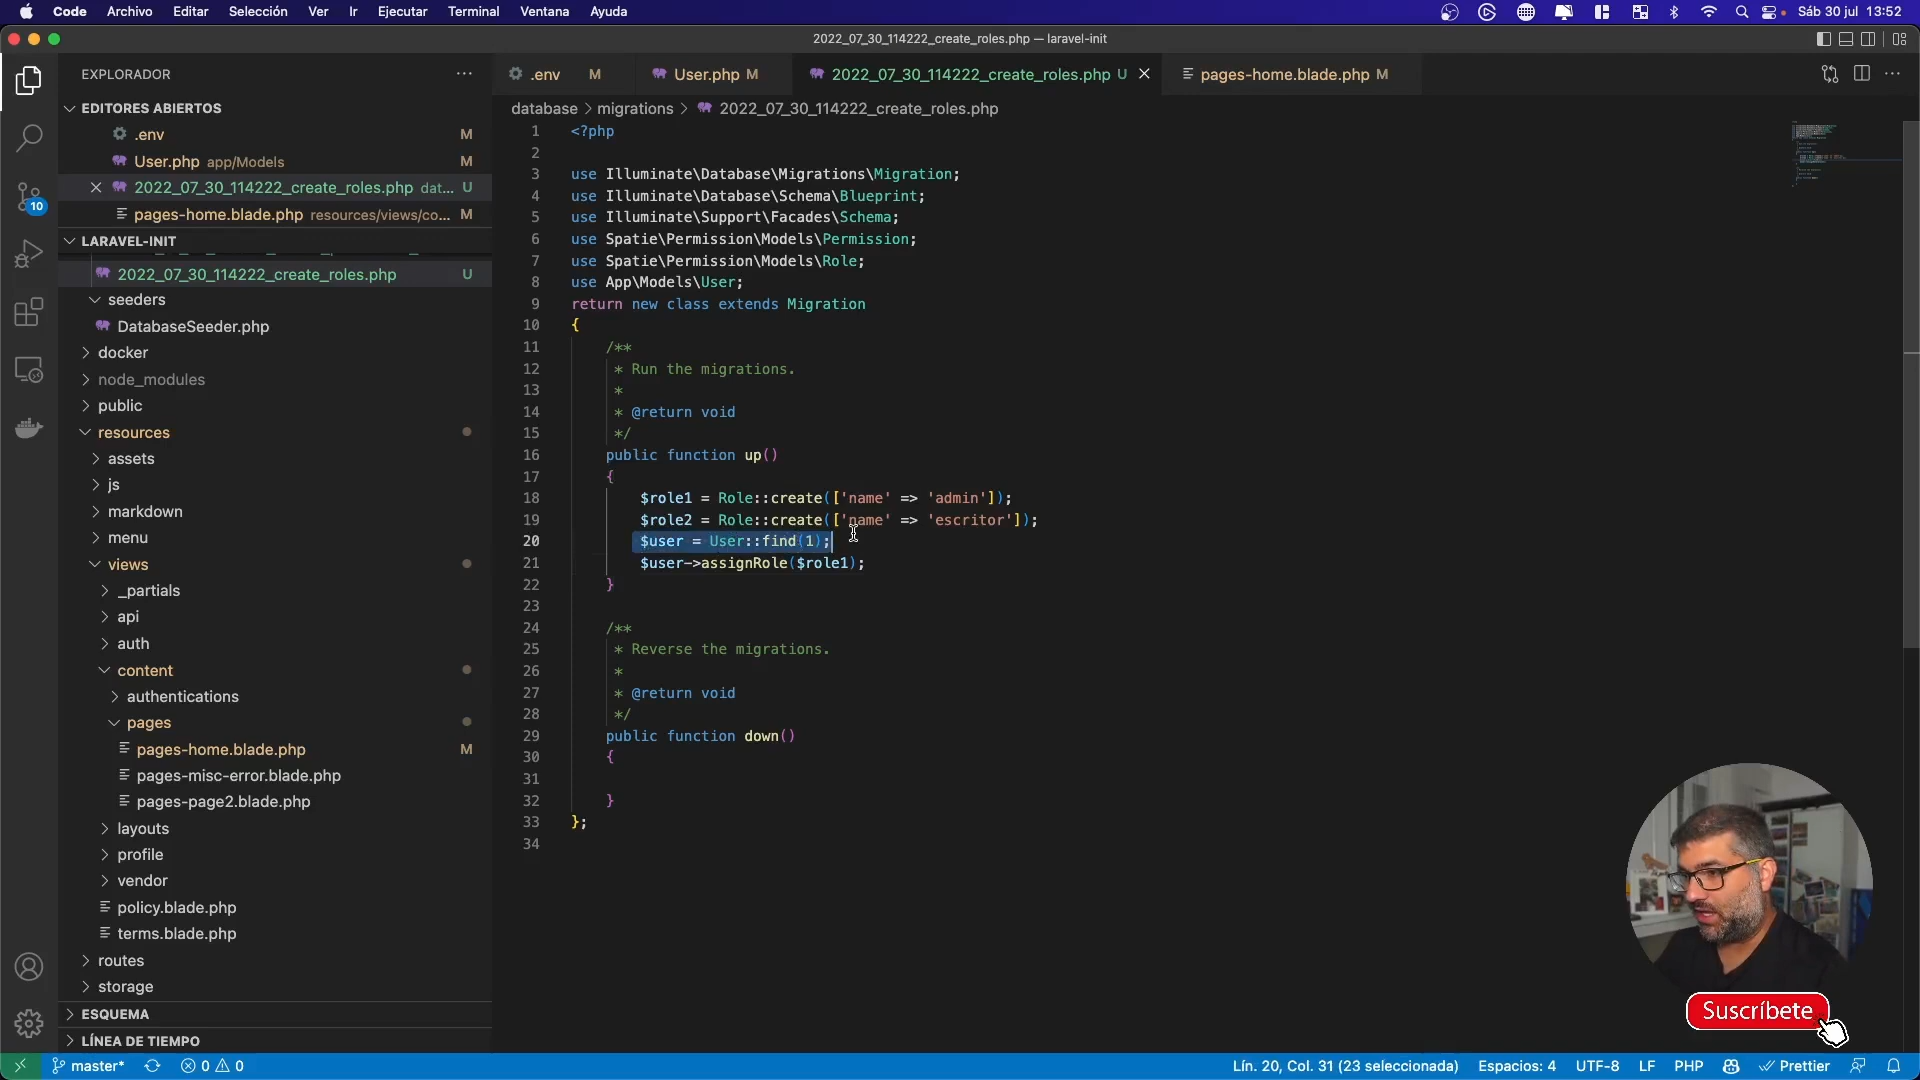 Code Archivo Editar Selección Ver Ir Ejecutar Terminal Ventana Ayuda Sáb 30 jul 13:52
2022_07_30_114222_create_roles.php — laravel-init
EXPLORADOR
EDITORES ABIERTOS
.env M
User.php app/Models M
2022_07_30_114222_create_roles.php dat... U
pages-home.blade.php resources/views/co... M
LARAVEL-INIT
2022_07_30_114222_create_roles.php U
seeders
DatabaseSeeder.php
docker
node_modules
public
resources
assets
js
markdown
menu
views
_partials
api
auth
content
authentications
pages
pages-home.blade.php M
pages-misc-error.blade.php
pages-page2.blade.php
layouts
profile
vendor
policy.blade.php
terms.blade.php
routes
storage
ESQUEMA
LÍNEA DE TIEMPO
10
.env M User.php M 2022_07_30_114222_create_roles.php U pages-home.blade.php M
database > migrations > 2022_07_30_114222_create_roles.php
1 <?php
2
3 use Illuminate\Database\Migrations\Migration;
4 use Illuminate\Database\Schema\Blueprint;
5 use Illuminate\Support\Facades\Schema;
6 use Spatie\Permission\Models\Permission;
7 use Spatie\Permission\Models\Role;
8 use App\Models\User;
9 return new class extends Migration
10 {
11 /**
12 * Run the migrations.
13 *
14 * @return void
15 */
16 public function up()
17 {
18 $role1 = Role::create(['name' => 'admin']);
19 $role2 = Role::create(['name' => 'escritor']);
20 $user = User::find(1);
21 $user->assignRole($role1);
22 }
23
24 /**
25 * Reverse the migrations.
26 *
27 * @return void
28 */
29 public function down()
30 {
31
32 }
33 };
34
Suscríbete
master* 0 0 Lín. 20, Col. 31 (23 seleccionada) Espacios: 4 UTF-8 LF PHP Prettier